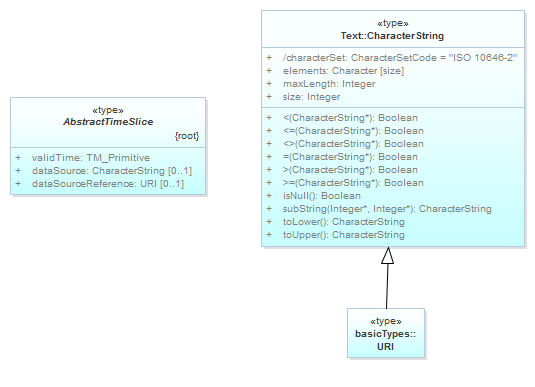 «type»
AbstractTimeSlice
{root}
+ validTime: TM_Primitive
+ dataSource: CharacterString [0..1]
+ dataSourceReference: URI [0..1]
«type»
Text::CharacterString
+ /characterSet: CharacterSetCode = "ISO 10646-2"
+ elements: Character [size]
+ maxLength: Integer
+ size: Integer
+ <(CharacterString*): Boolean
+ <=(CharacterString*): Boolean
+ <>(CharacterString*): Boolean
+ =(CharacterString*): Boolean
+ >(CharacterString*): Boolean
+ >=(CharacterString*): Boolean
+ isNull(): Boolean
+ subString(Integer*, Integer*): CharacterString
+ toLower(): CharacterString
+ toUpper(): CharacterString
«type»
basicTypes::
URI